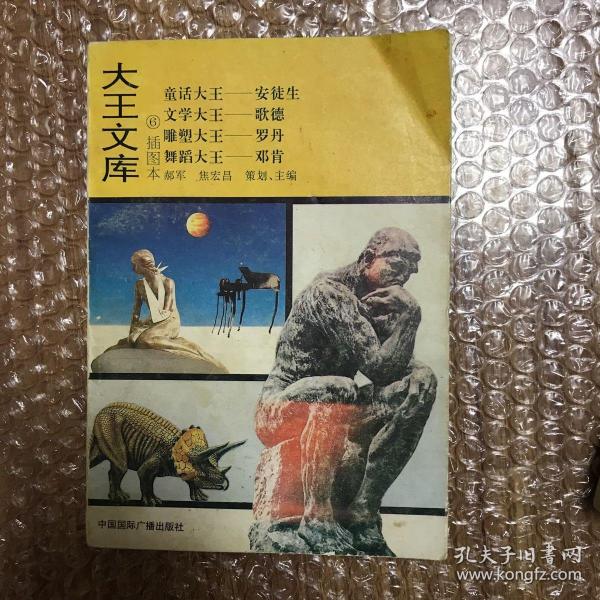 大王文库
⑥插图本
童话大王——安徒生
文学大王——歌德
雕塑大王——罗丹
舞蹈大王——邓肯
郝军 焦宏昌 策划、主编
中国国际广播出版社
孔夫子旧书网
www.kongfz.com